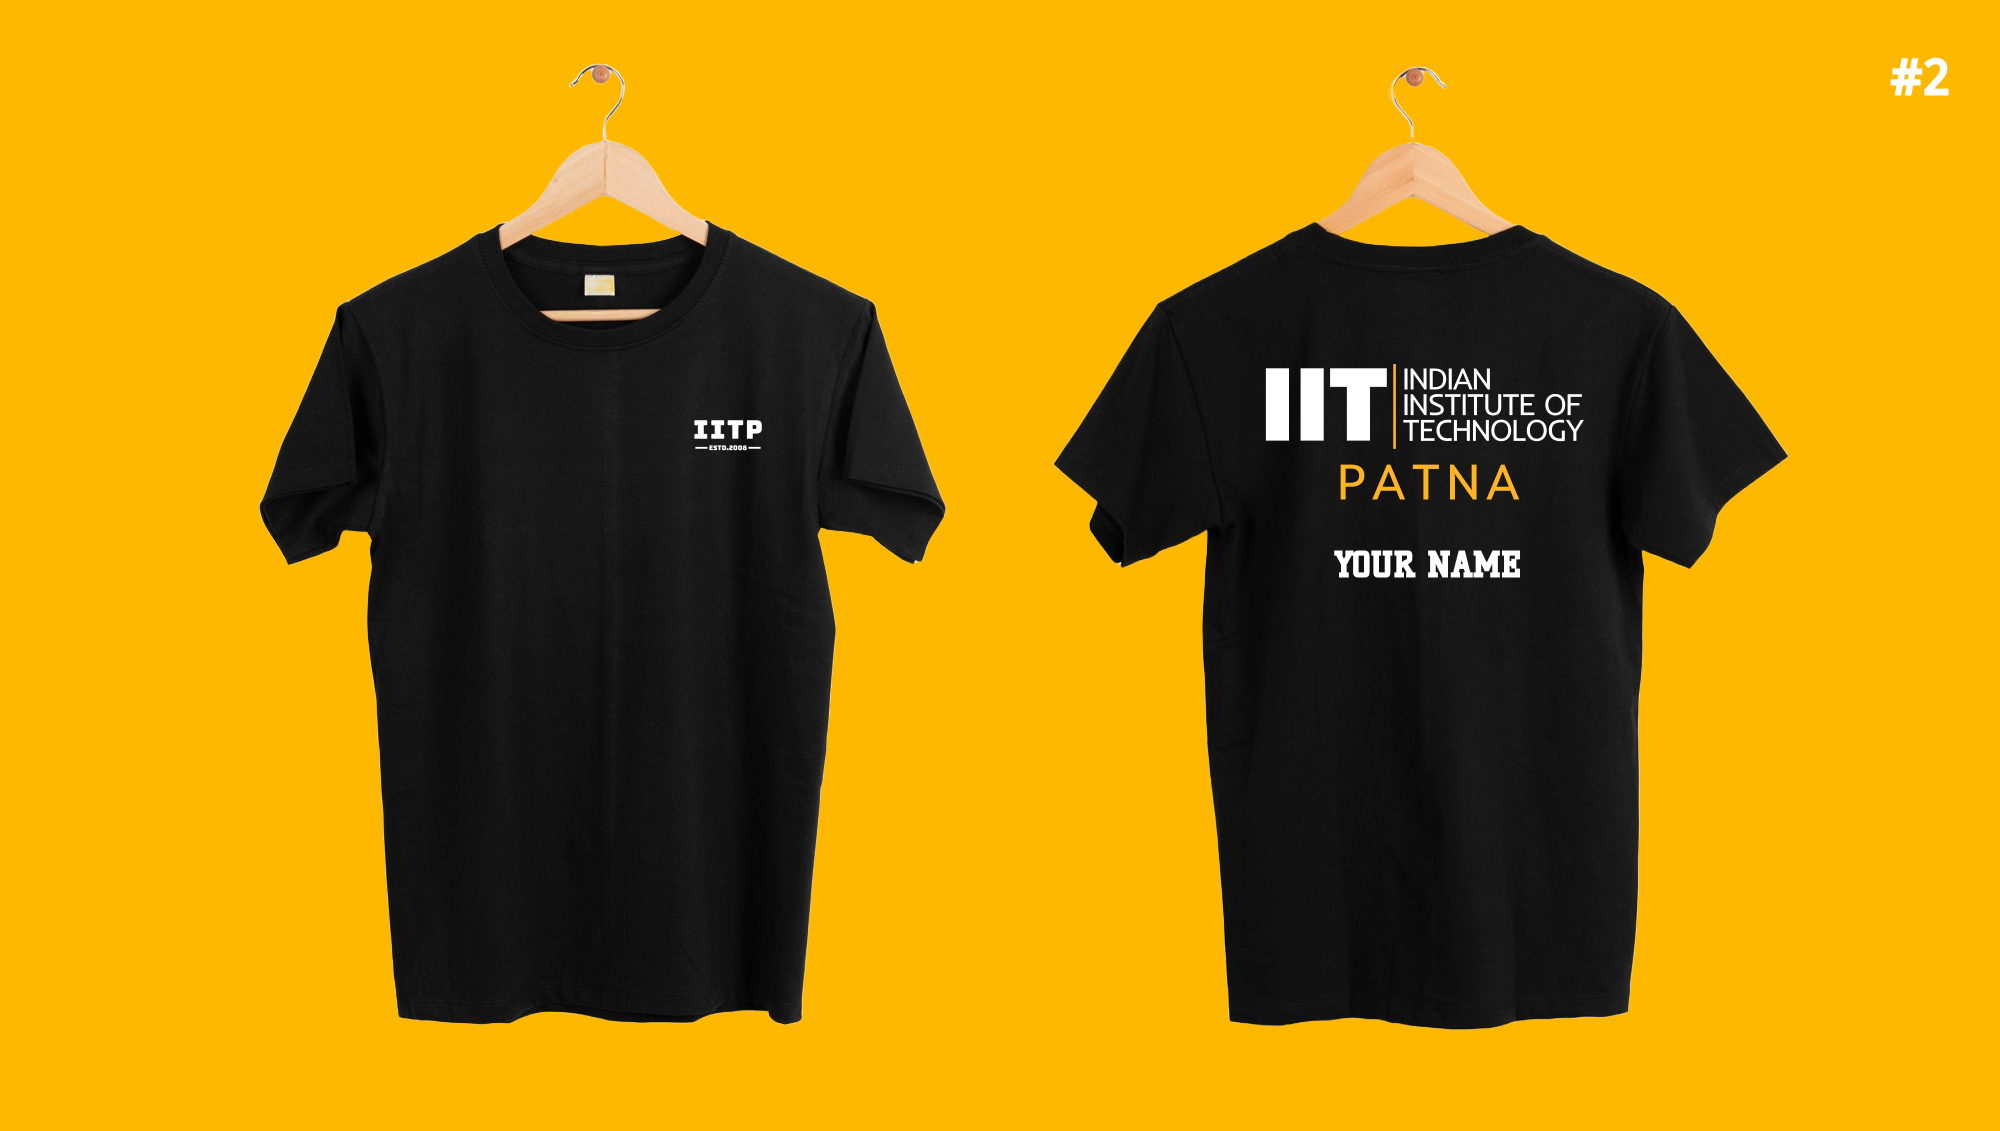 #2
IITP
ESTD.2008
IIT
INDIAN
INSTITUTE OF
TECHNOLOGY
PATNA
YOUR NAME